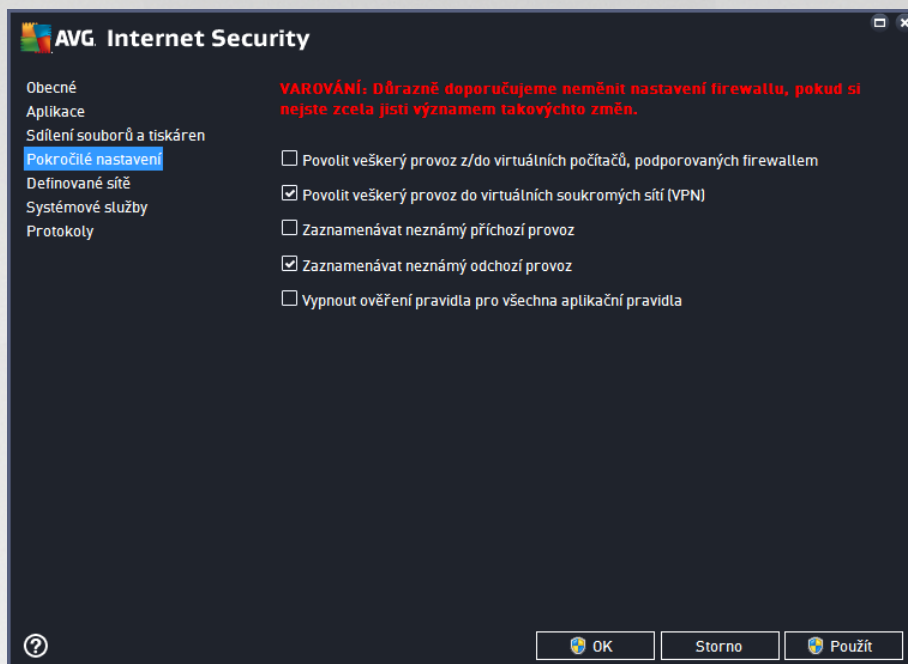 AVG. Internet Security
Obecné
Aplikace
Sdílení souborů a tiskáren
Pokročilé nastavení
Definované sítě
Systémové služby
Protokoly
VAROVÁNÍ: Důrazně doporučujeme neměnit nastavení firewallu, pokud si
nejste zcela jisti významem takovýchto změn.
Povolit veškerý provoz z/do virtuálních počítačů, podporovaných firewallem
Povolit veškerý provoz do virtuálních soukromých sítí (VPN)
Zaznamenávat neznámý příchozí provoz
Zaznamenávat neznámý odchozí provoz
Vypnout ověření pravidla pro všechna aplikační pravidla
?
OK
Storno
Použít